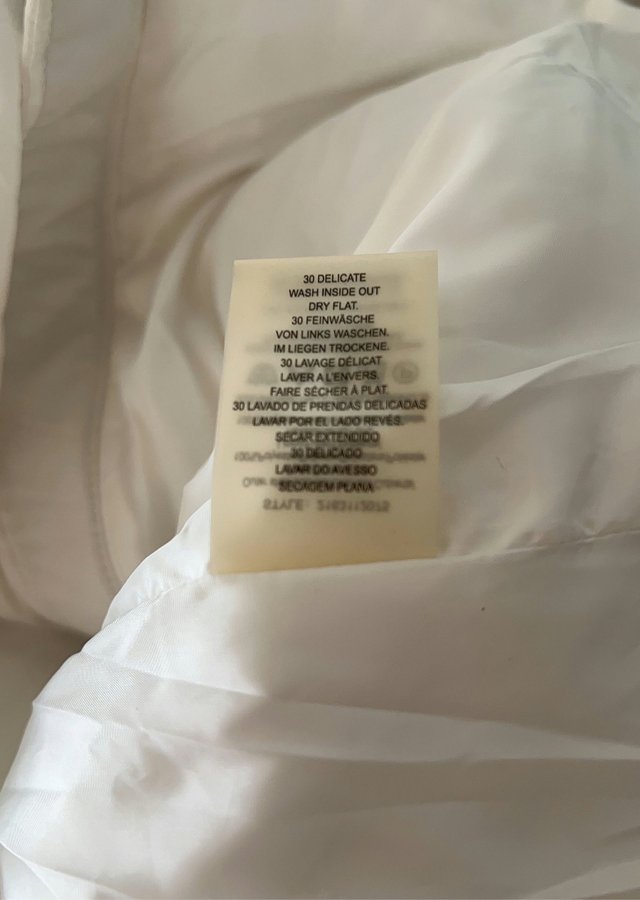 30 DELICATE
WASH INSIDE OUT
DRY FLAT.
30 FEINWÄSCHE
VON LINKS WASCHEN.
IM LIEGEN TROCKENE.
30 LAVAGE DÉLICAT
LAVER A L'ENVERS.
FAIRE SÉCHER À PLAT.
30 LAVADO DE PRENDAS DELICADAS
LAVAR POR EL LADO REVÉS.
SECAR EXTENDIDO
30 DELICADO
LAVAR DO AVESSO
SECAGEM PLANA
STYLE: